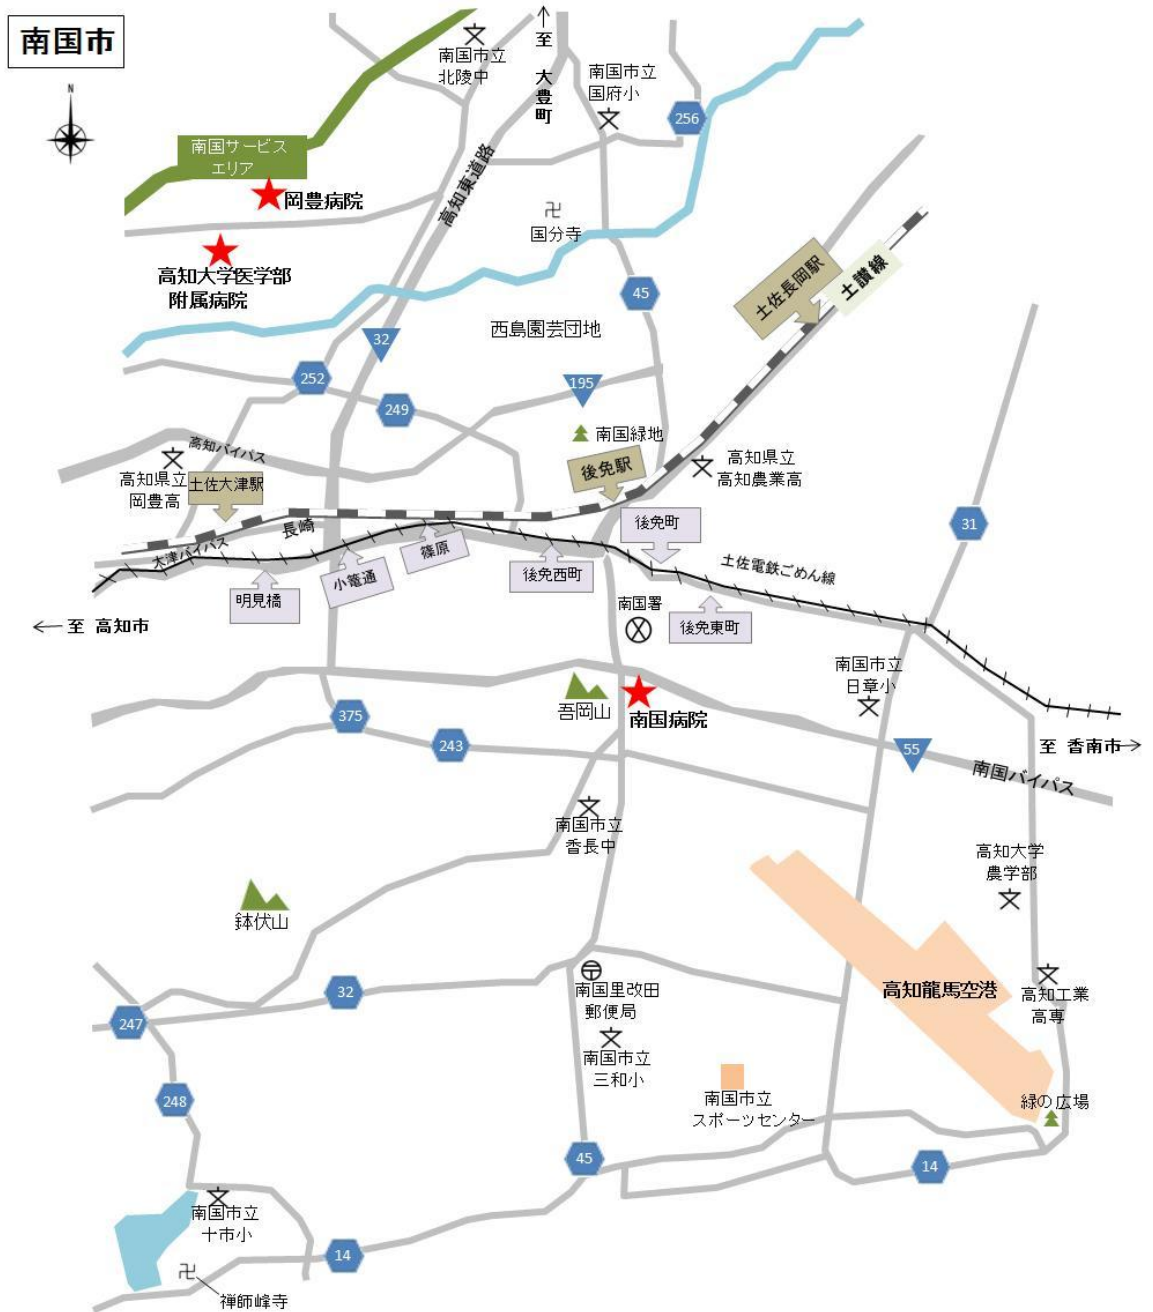 南国市
N
至 大豊町
南国市立
北陵中
南国市立
国府小
256
南国サービス
エリア
岡豊病院
高知東道路
卍
国分寺
高知大学医学部
附属病院
45
土佐長岡駅
土讃線
西島園芸団地
32
252
195
249
南国緑地
高知バイパス
高知県立
岡豊高
土佐大津駅
後免駅
高知県立
高知農業高
長崎
後免町
31
大津バイパス
篠原
小篭通
後免西町
土佐電鉄ごめん線
明見橋
南国署
後免東町
← 至 高知市
南国市立
日章小
吾岡山
南国病院
375
243
55
至 香南市→
南国バイパス
南国市立
香長中
高知大学
農学部
鉢伏山
32
南国里改田
郵便局
高知龍馬空港
高知工業
高専
247
南国市立
三和小
248
南国市立
スポーツセンター
緑の広場
45
14
南国市立
十市小
14
卍
禅師峰寺